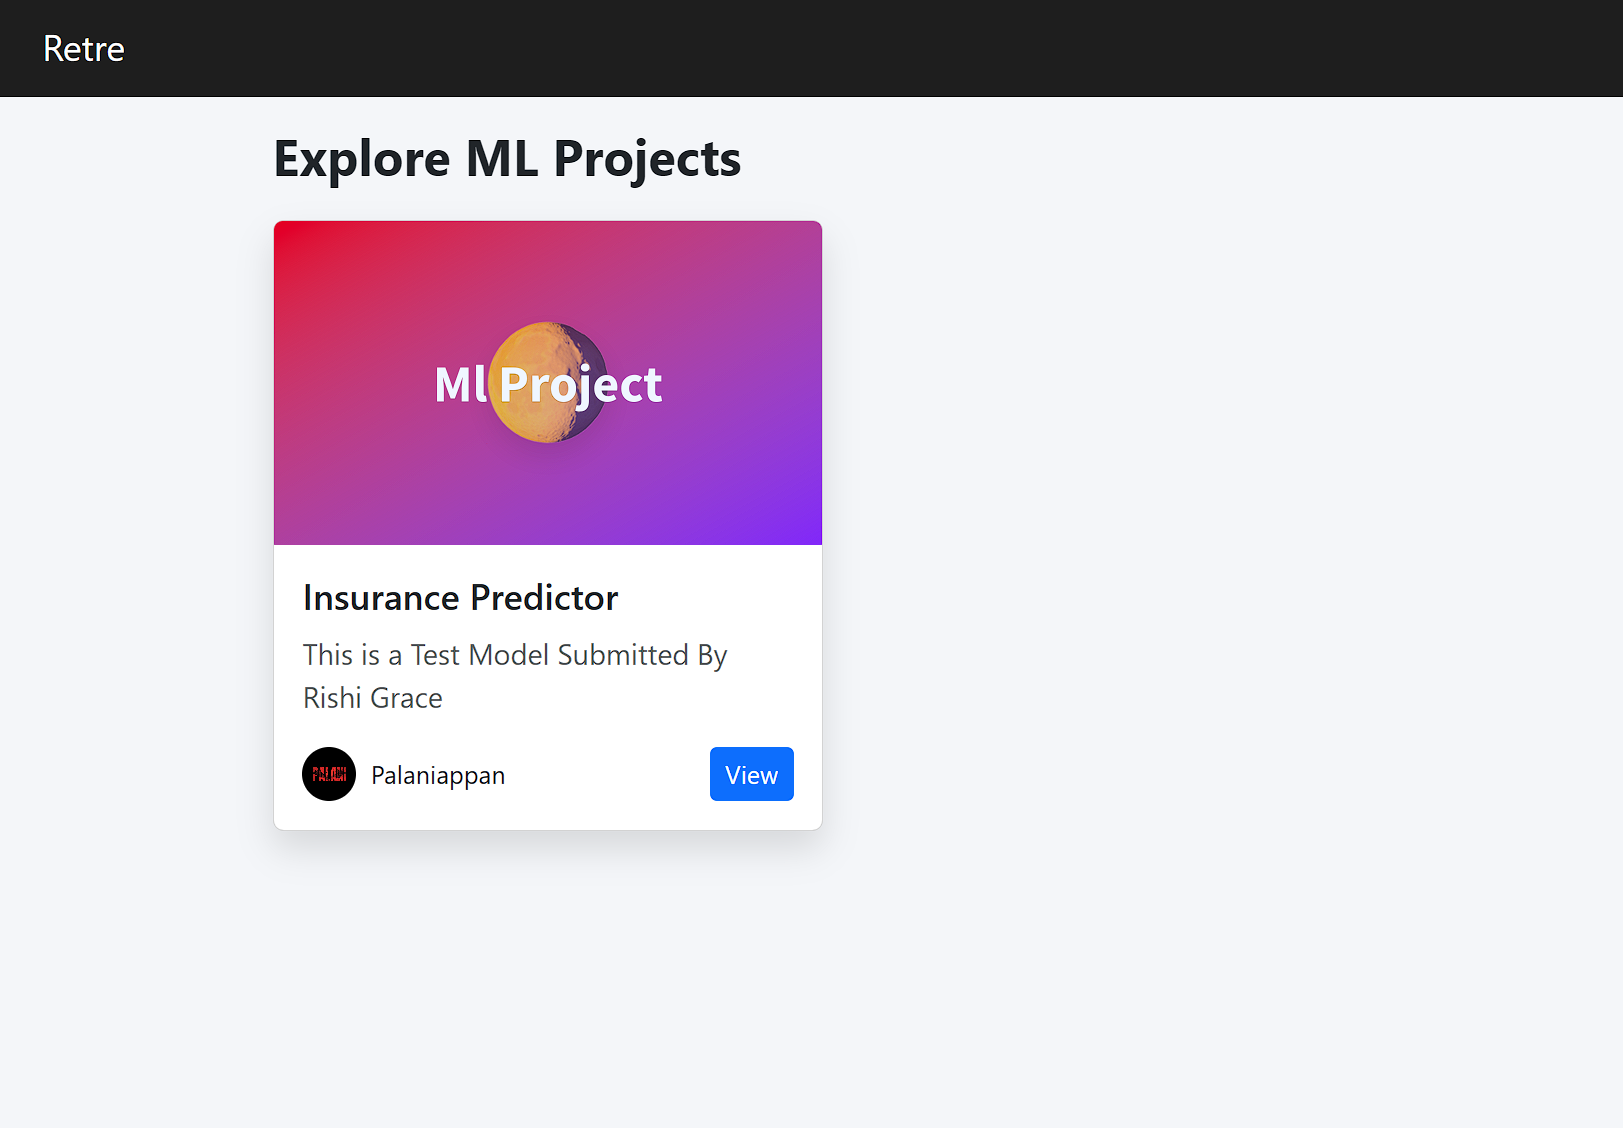 Retre
Explore ML Projects
Ml Project
Insurance Predictor
This is a Test Model Submitted By
Rishi Grace
Palaniappan
View